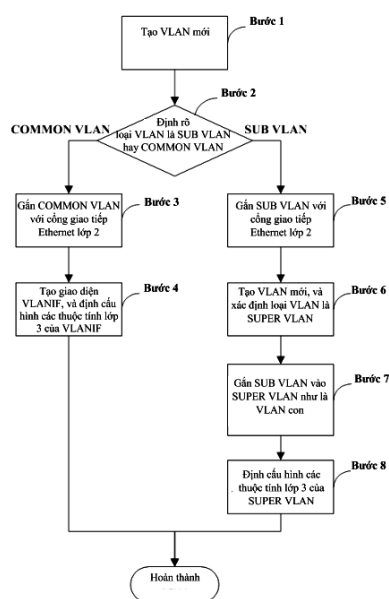 Bước 1
Tạo VLAN mới
Bước 2
Định rõ
loại VLAN là SUB VLAN
hay COMMON VLAN
COMMON VLAN
SUB VLAN
Bước 3
Gắn COMMON VLAN
với cổng giao tiếp
Ethernet lớp 2
Bước 5
Gắn SUB VLAN với
cổng giao tiếp
Ethernet lớp 2
Bước 4
Tạo giao diện
VLANIF, và định cấu
hình các thuộc tính lớp
3 của VLANIF
Bước 6
Tạo VLAN mới, và
xác định loại VLAN là
SUPER VLAN
Bước 7
Gắn SUB VLAN vào
SUPER VLAN như là
VLAN con
Bước 8
Định cấu hình các
thuộc tính lớp 3 của
SUPER VLAN
Hoàn thành